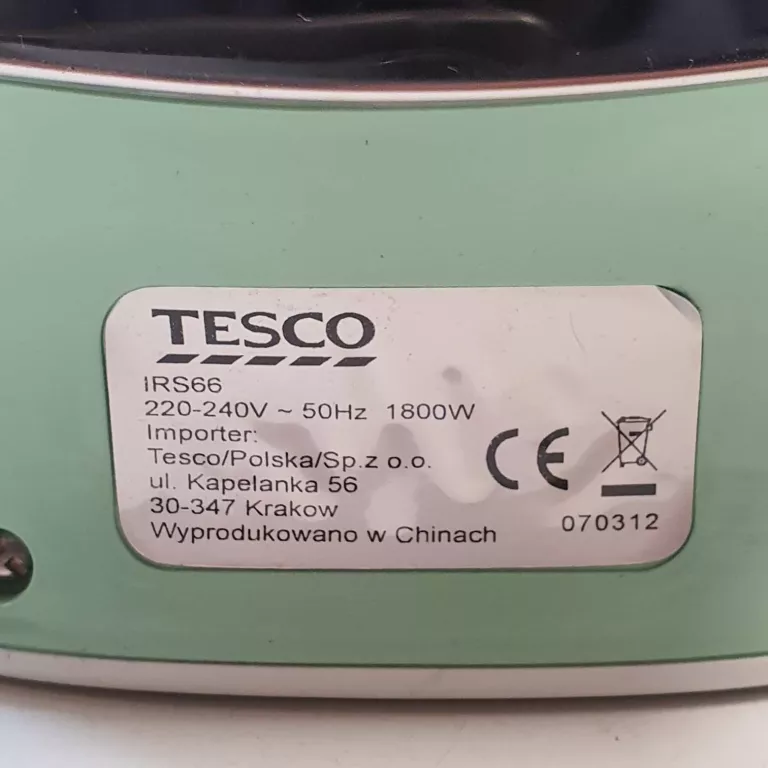 TESCO
IRS66
220-240V ~ 50Hz 1800W
Importer:
Tesco/Polska/Sp.z o.o.
ul. Kapelanka 56
30-347 Krakow
Wyprodukowano w Chinach
CE
070312